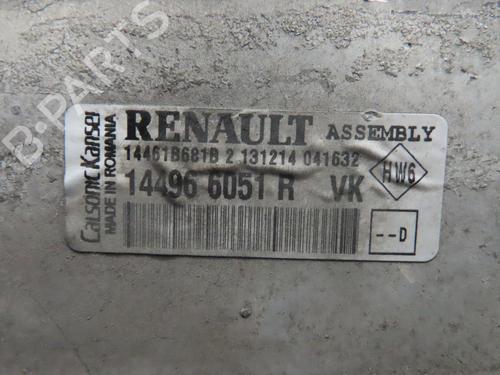 B-PARTS
Calsonic Kansei
MADE IN ROMANIA
RENAULT ASSEMBLY
14461B681B 2 131214 041632
14496 6051 R VK
HW6
--D